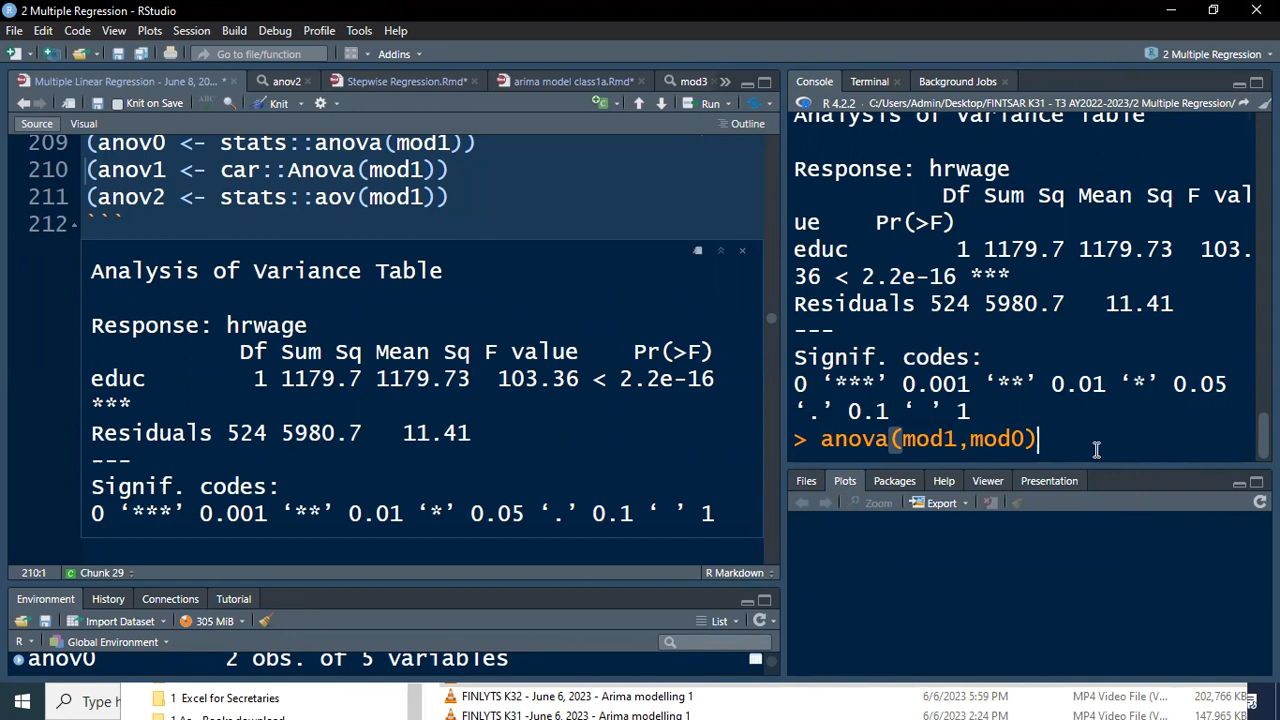 2 Multiple Regression - RStudio
File Edit Code View Plots Session Build Debug Profile Tools Help
Go to file/function Addins 2 Multiple Regression
Multiple Linear Regression - June 8, 20... anov2 Stepwise Regression.Rmd* arima model class1a.Rmd* mod3
Knit on Save ABC Knit Run
Source Visual Outline
209 (anov0 <- stats::anova(mod1))
210 (anov1 <- car::Anova(mod1))
211 (anov2 <- stats::aov(mod1))
212 ```
Analysis of Variance Table
Response: hrwage
Df Sum Sq Mean Sq F value Pr(>F)
educ 1 1179.7 1179.73 103.36 < 2.2e-16
***
Residuals 524 5980.7 11.41
---
Signif. codes:
0 ‘***’ 0.001 ‘**’ 0.01 ‘*’ 0.05 ‘.’ 0.1 ‘ ’ 1
210:1 Chunk 29 R Markdown
Environment History Connections Tutorial
Import Dataset 305 MiB List
R Global Environment
anov0 2 obs. of 5 variables
Console Terminal Background Jobs
R 4.2.2 . C:/Users/Admin/Desktop/FINTSAR K31 - T3 AY2022-2023/2 Multiple Regression/
Analysis of Variance Table
Response: hrwage
Df Sum Sq Mean Sq F val
ue Pr(>F)
educ 1 1179.7 1179.73 103.
36 < 2.2e-16 ***
Residuals 524 5980.7 11.41
---
Signif. codes:
0 ‘***’ 0.001 ‘**’ 0.01 ‘*’ 0.05
‘.’ 0.1 ‘ ’ 1
> anova(mod1,mod0)
Files Plots Packages Help Viewer Presentation
Zoom Export
Type h
1 Excel for Secretaries
FINLYTS K32 - June 6, 2023 - Arima modelling 1 6/6/2023 5:59 PM MP4 Video File (V... 202,766 KB
FINLYTS K31 -June 6, 2023 - Arima modelling 1 6/6/2023 2:24 PM MP4 Video File (V... 147,965 KB